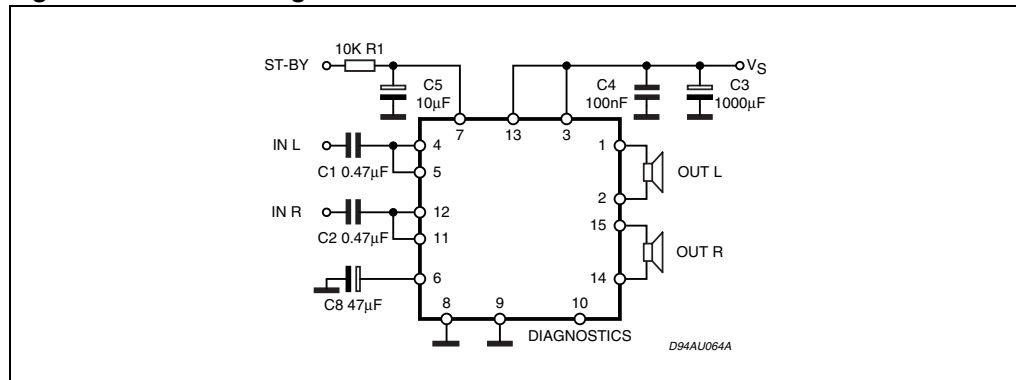 10K R1
ST-BY
VS
C5
10μF
C4
100nF
C3
1000μF
7
13
3
IN L
4
1
C1 0.47μF
5
OUT L
2
IN R
12
15
C2 0.47μF
11
OUT R
6
14
C8 47μF
8
9
10
DIAGNOSTICS
D94AU064A